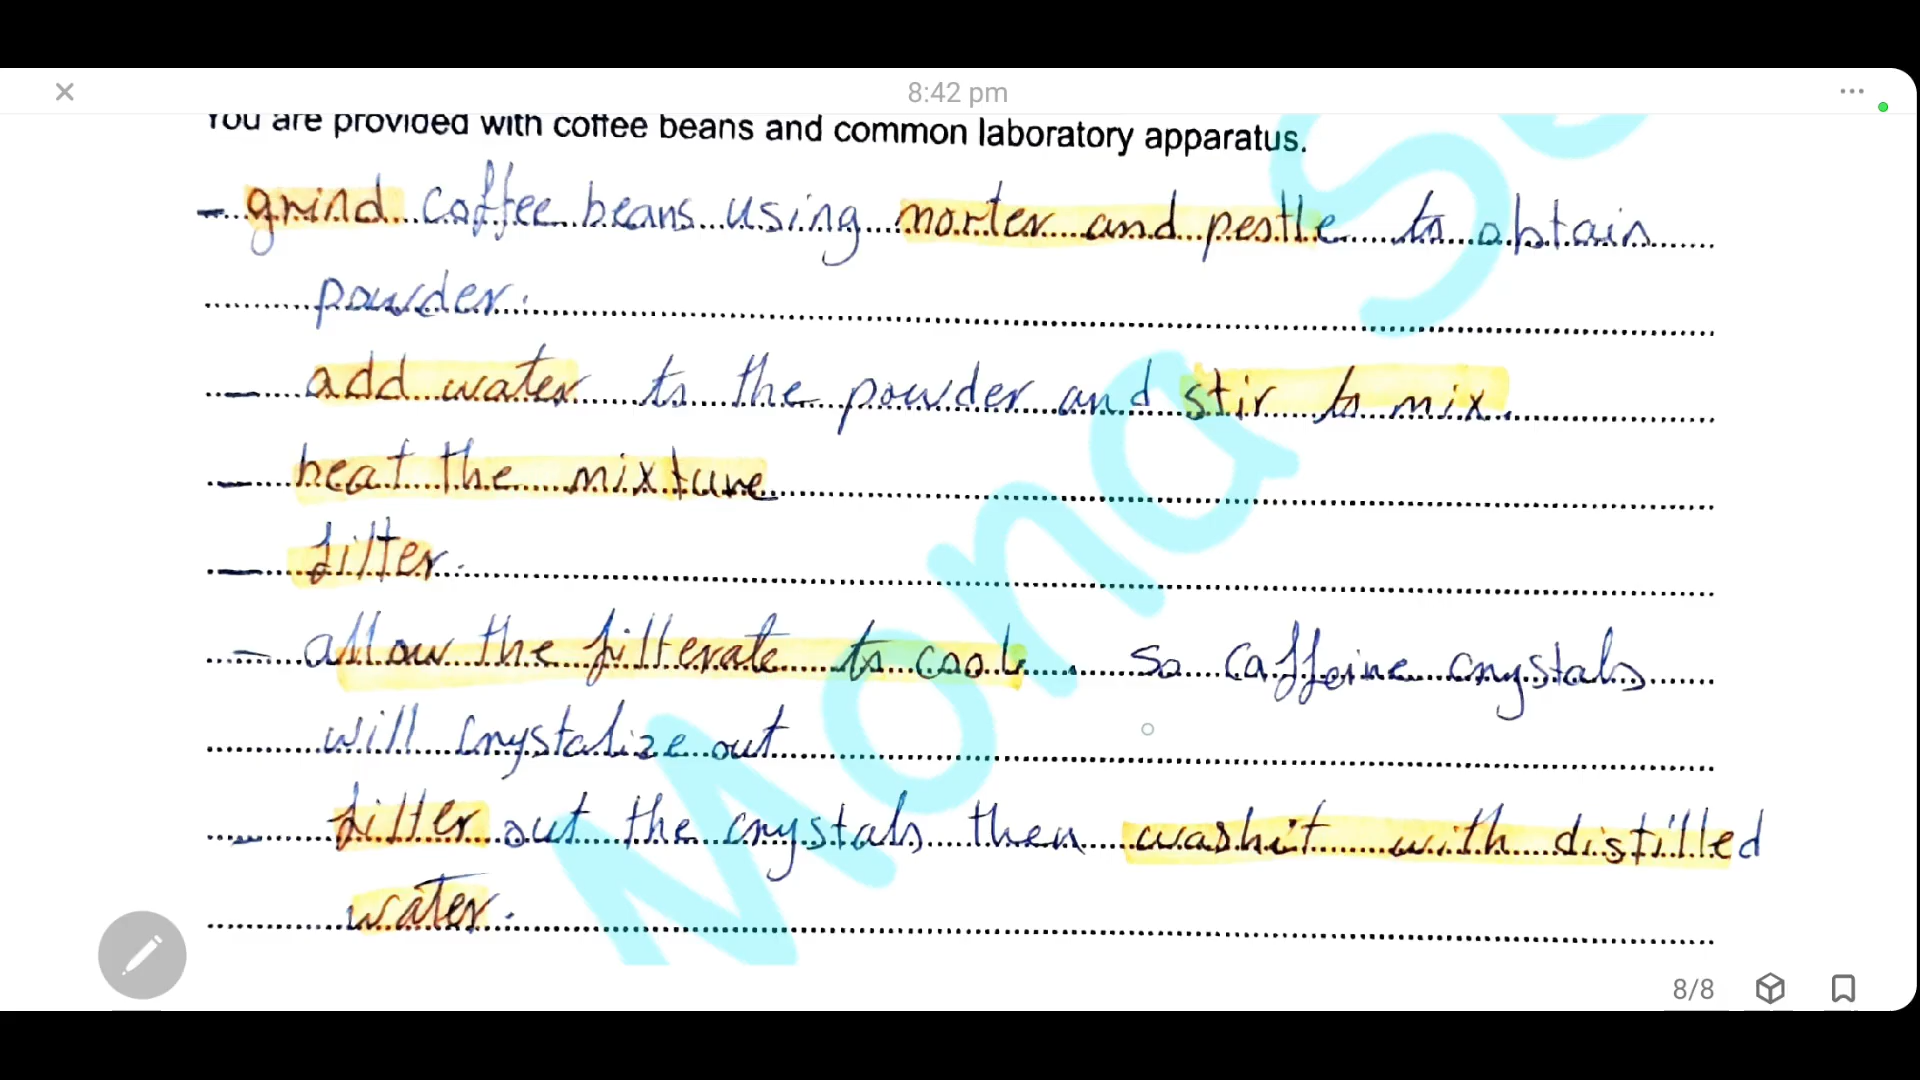 8:42 pm
You are provided with coffee beans and common laboratory apparatus.
- grind coffee beans using morter and pestle to obtain
powder.
- add water to the powder and stir to mix.
- heat the mixture
- filter.
- allow the filterate to cool so caffeine crystals
will crystalize out
- filter out the crystals then wash it with distilled
water.
Mona Se
8/8